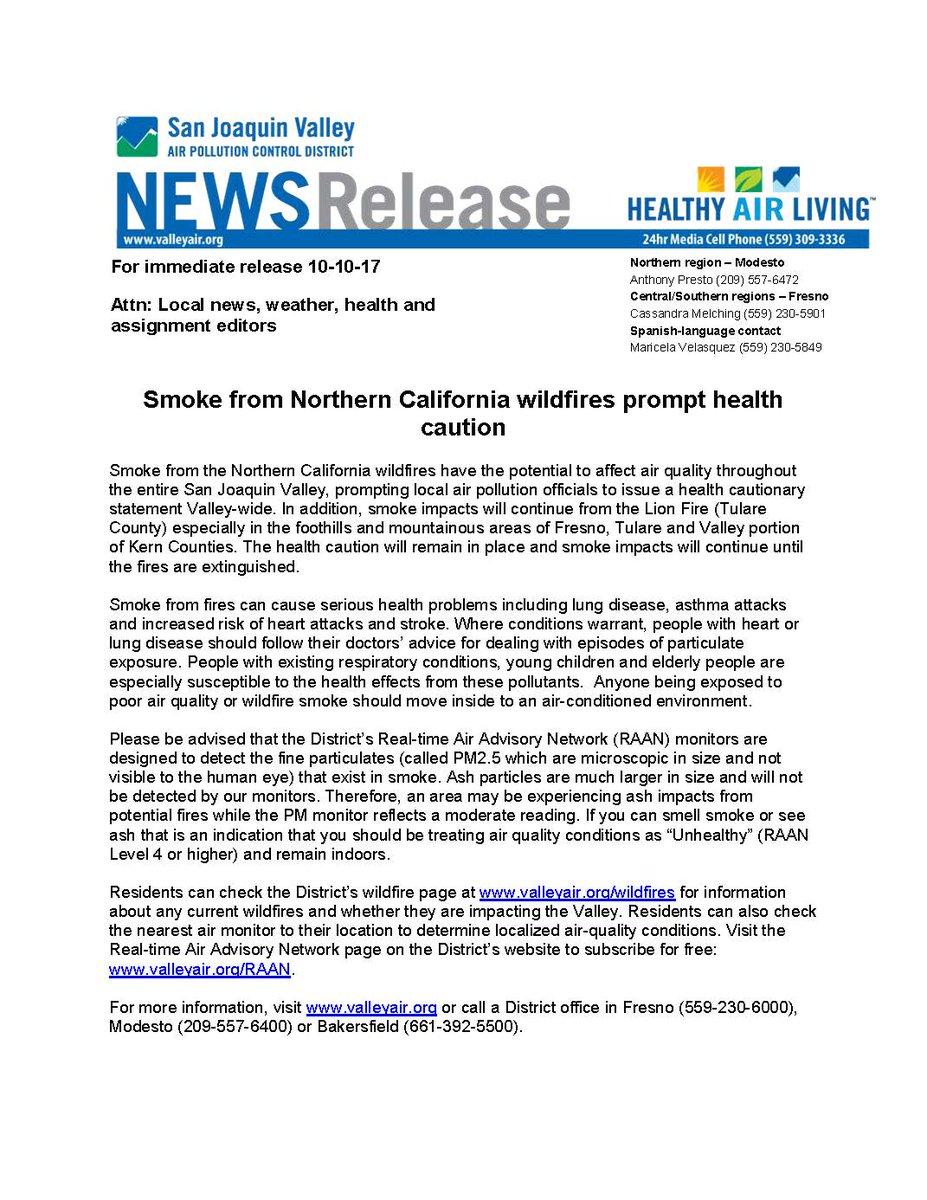 San Joaquin Valley
AIR POLLUTION CONTROL DISTRICT
NEWSRelease
HEALTHY AIR LIVING™
www.valleyair.org
24hr Media Cell Phone (559) 309-3336
For immediate release 10-10-17
Attn: Local news, weather, health and
assignment editors
Northern region – Modesto
Anthony Presto (209) 557-6472
Central/Southern regions – Fresno
Cassandra Melching (559) 230-5901
Spanish-language contact
Maricela Velasquez (559) 230-5849
Smoke from Northern California wildfires prompt health
caution
Smoke from the Northern California wildfires have the potential to affect air quality throughout
the entire San Joaquin Valley, prompting local air pollution officials to issue a health cautionary
statement Valley-wide. In addition, smoke impacts will continue from the Lion Fire (Tulare
County) especially in the foothills and mountainous areas of Fresno, Tulare and Valley portion
of Kern Counties. The health caution will remain in place and smoke impacts will continue until
the fires are extinguished.
Smoke from fires can cause serious health problems including lung disease, asthma attacks
and increased risk of heart attacks and stroke. Where conditions warrant, people with heart or
lung disease should follow their doctors’ advice for dealing with episodes of particulate
exposure. People with existing respiratory conditions, young children and elderly people are
especially susceptible to the health effects from these pollutants.  Anyone being exposed to
poor air quality or wildfire smoke should move inside to an air-conditioned environment.
Please be advised that the District’s Real-time Air Advisory Network (RAAN) monitors are
designed to detect the fine particulates (called PM2.5 which are microscopic in size and not
visible to the human eye) that exist in smoke. Ash particles are much larger in size and will not
be detected by our monitors. Therefore, an area may be experiencing ash impacts from
potential fires while the PM monitor reflects a moderate reading. If you can smell smoke or see
ash that is an indication that you should be treating air quality conditions as “Unhealthy” (RAAN
Level 4 or higher) and remain indoors.
Residents can check the District’s wildfire page at www.valleyair.org/wildfires for information
about any current wildfires and whether they are impacting the Valley. Residents can also check
the nearest air monitor to their location to determine localized air-quality conditions. Visit the
Real-time Air Advisory Network page on the District’s website to subscribe for free:
www.valleyair.org/RAAN.
For more information, visit www.valleyair.org or call a District office in Fresno (559-230-6000),
Modesto (209-557-6400) or Bakersfield (661-392-5500).